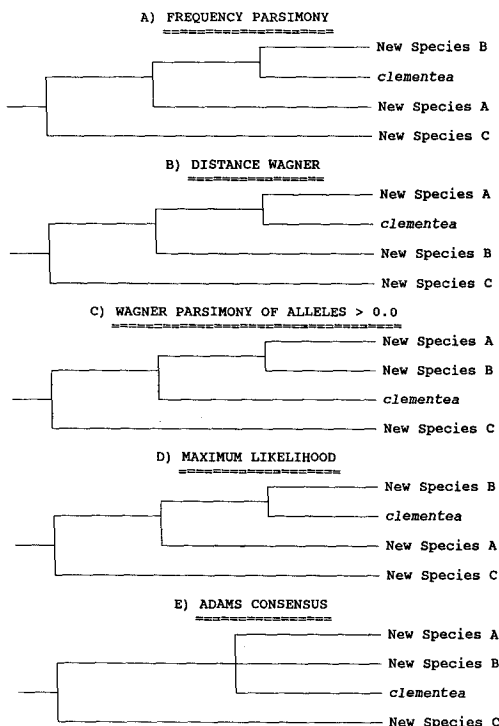 A) FREQUENCY PARSIMONY
New Species B
clementea
New Species A
New Species C
B) DISTANCE WAGNER
New Species A
clementea
New Species B
New Species C
C) WAGNER PARSIMONY OF ALLELES > 0.0
New Species A
New Species B
clementea
New Species C
D) MAXIMUM LIKELIHOOD
New Species B
clementea
New Species A
New Species C
E) ADAMS CONSENSUS
New Species A
New Species B
clementea
New Species C